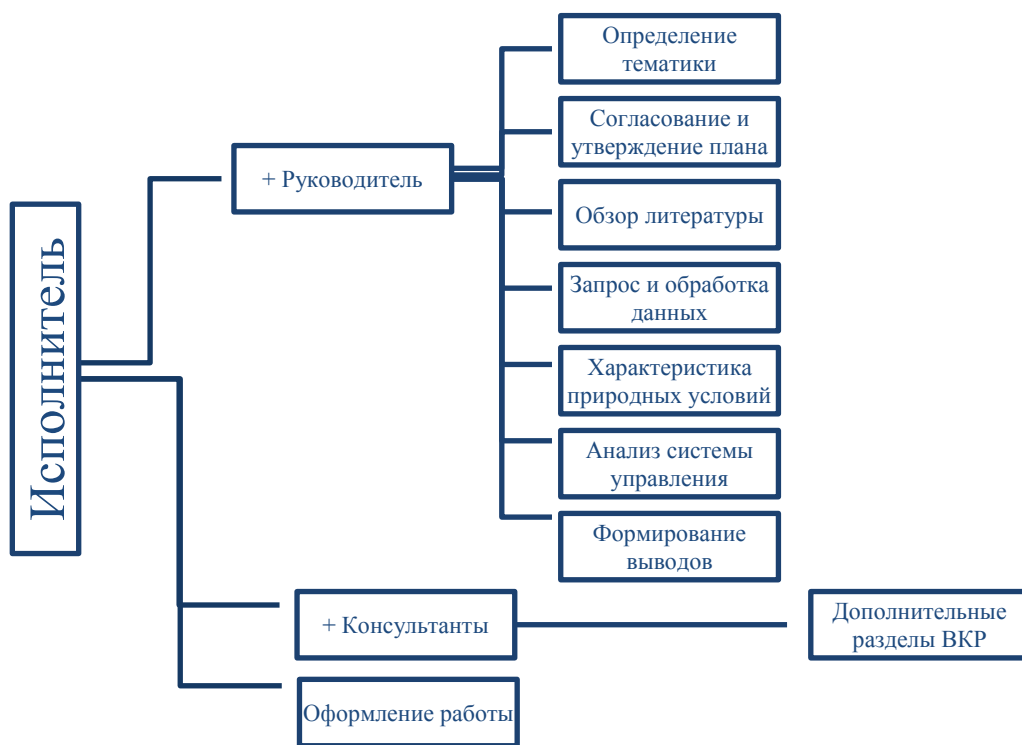 Исполнитель
+ Руководитель
Определение
тематики
Согласование и
утверждение плана
Обзор литературы
Запрос и обработка
данных
Характеристика
природных условий
Анализ системы
управления
Формирование
выводов
+ Консультанты
Дополнительные
разделы ВКР
Оформление работы